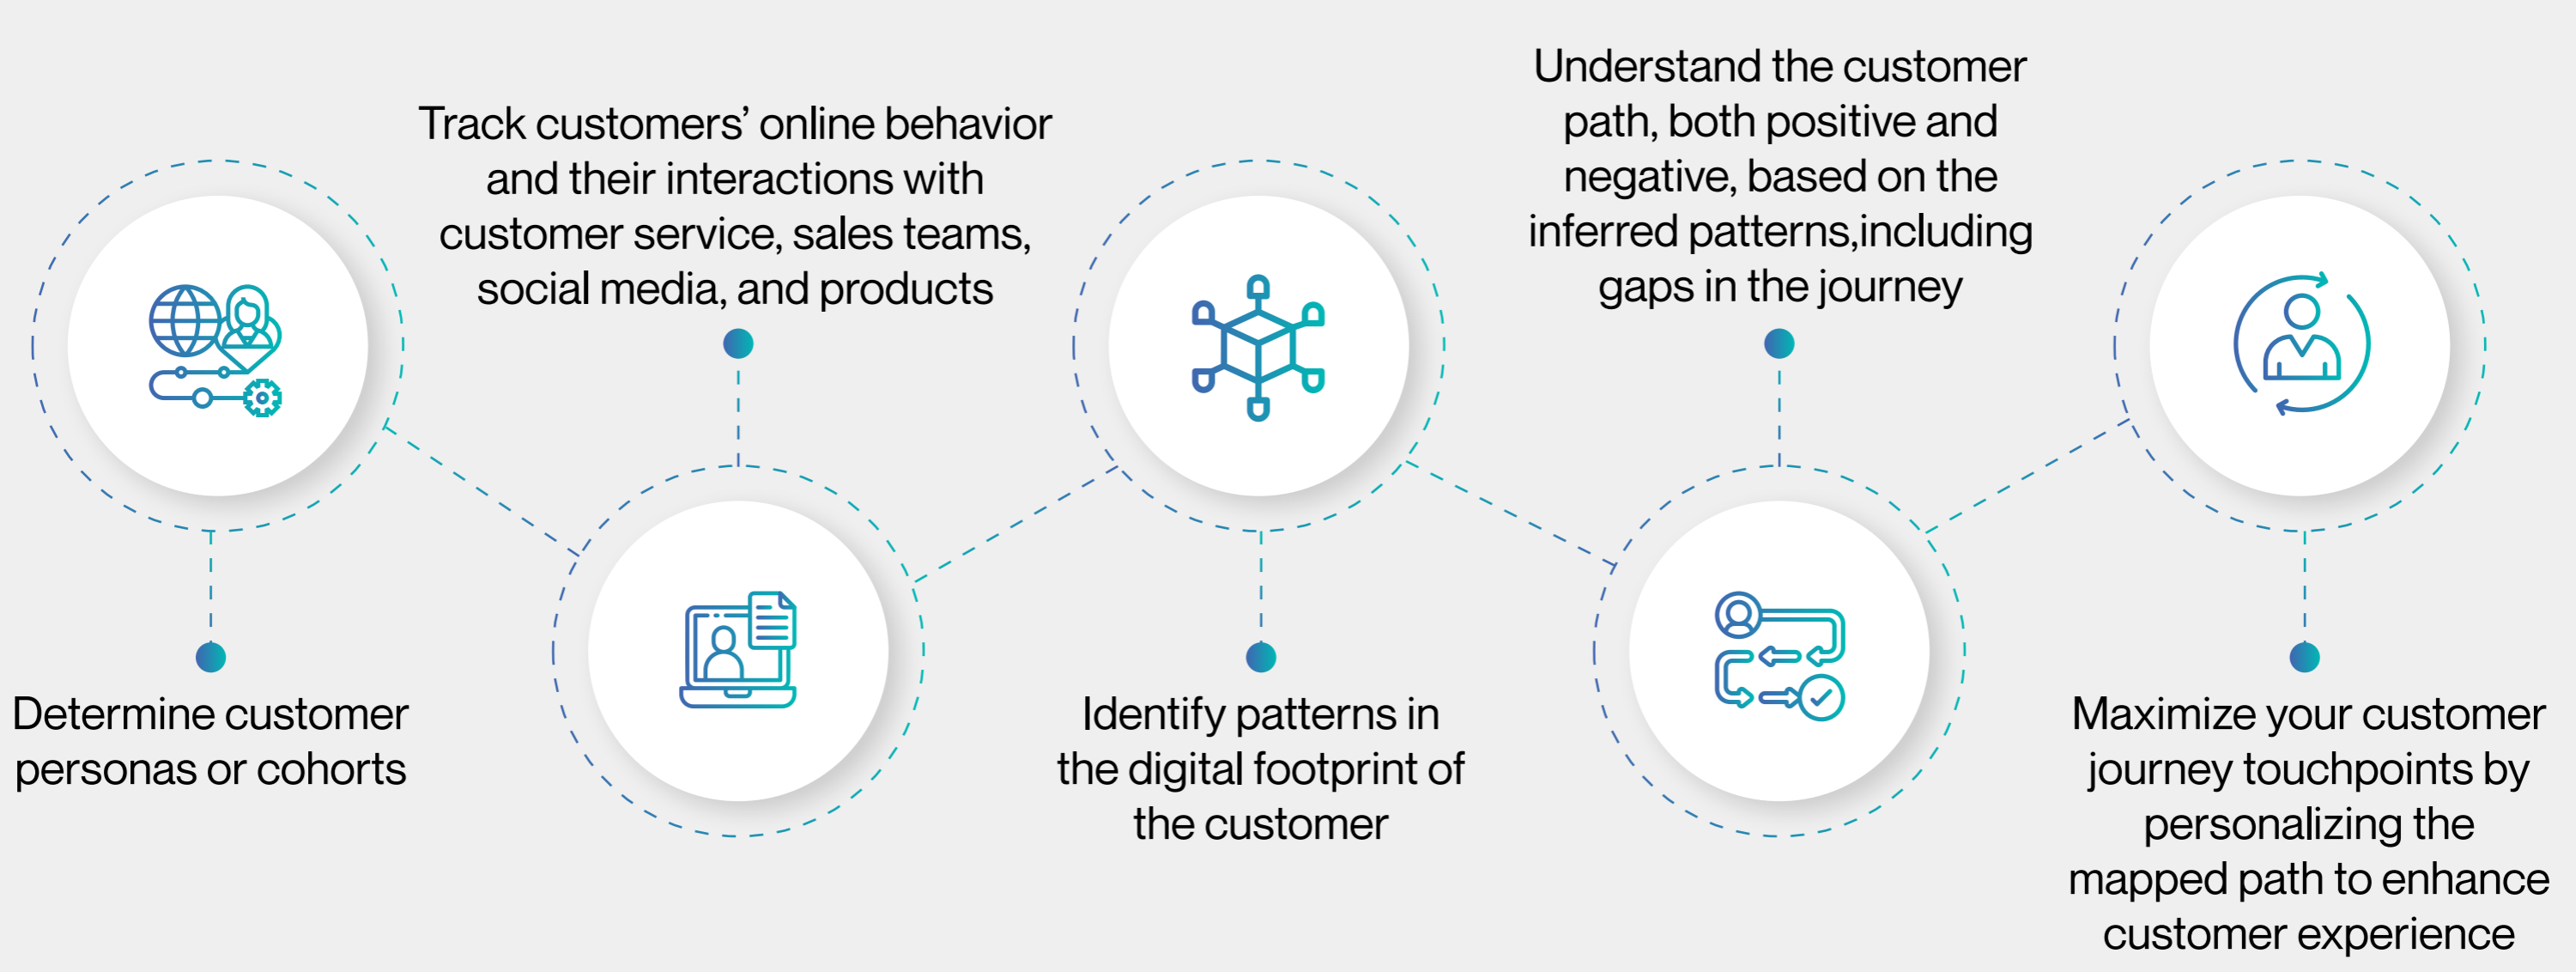 Determine customer
personas or cohorts
Track customers’ online behavior
and their interactions with
customer service, sales teams,
social media, and products
Identify patterns in
the digital footprint of
the customer
Understand the customer
path, both positive and
negative, based on the
inferred patterns,including
gaps in the journey
Maximize your customer
journey touchpoints by
personalizing the
mapped path to enhance
customer experience